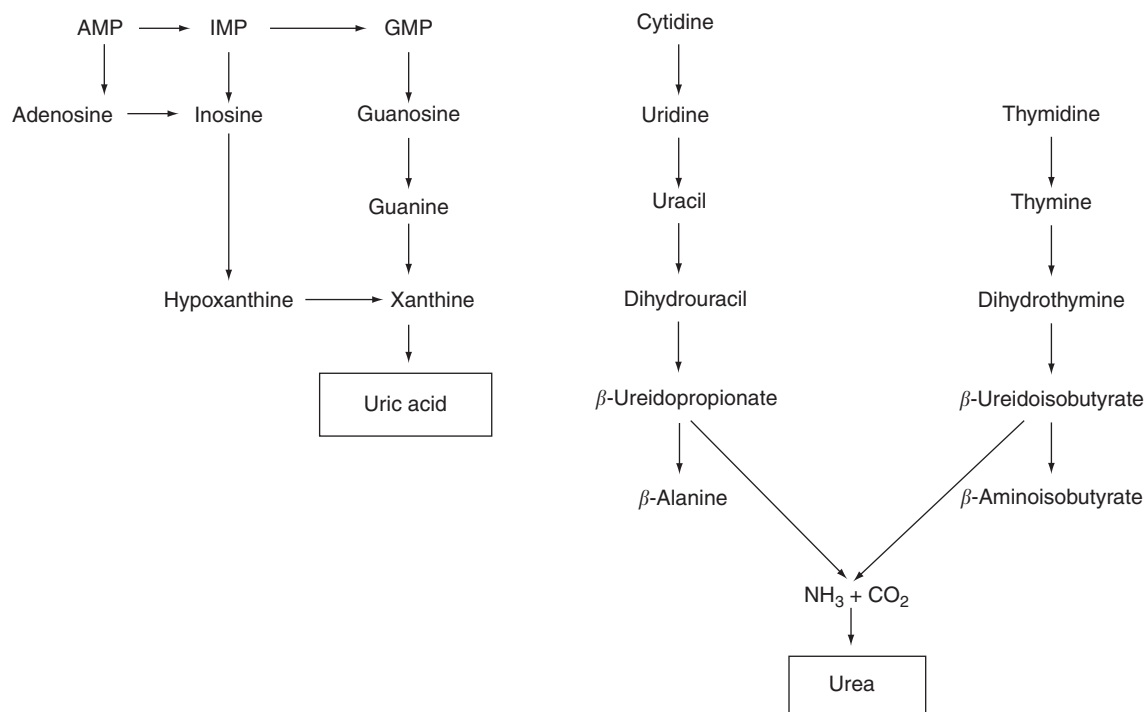 AMP IMP GMP
Adenosine Inosine Guanosine
Guanine
Hypoxanthine Xanthine
Uric acid
Cytidine
Uridine
Uracil
Dihydrouracil
β-Ureidopropionate
β-Alanine
Thymidine
Thymine
Dihydrothymine
β-Ureidoisobutyrate
β-Aminoisobutyrate
NH₃ + CO₂
Urea